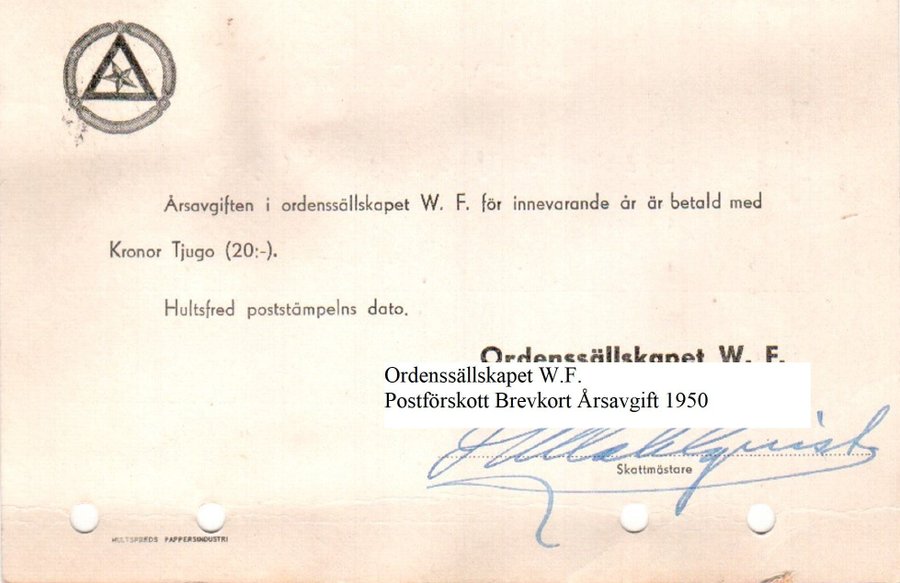 Årsavgiften i ordenssällskapet W. F. för innevarande år är betald med
Kronor Tjugo (20:-).
Hultsfred poststämpelns dato.
Ordenssällskapet W. F.
Ordenssällskapet W.F.
Postförskott Brevkort Årsavgift 1950
Skattmästare
HULTSFREDS PAPPERSINDUSTRI